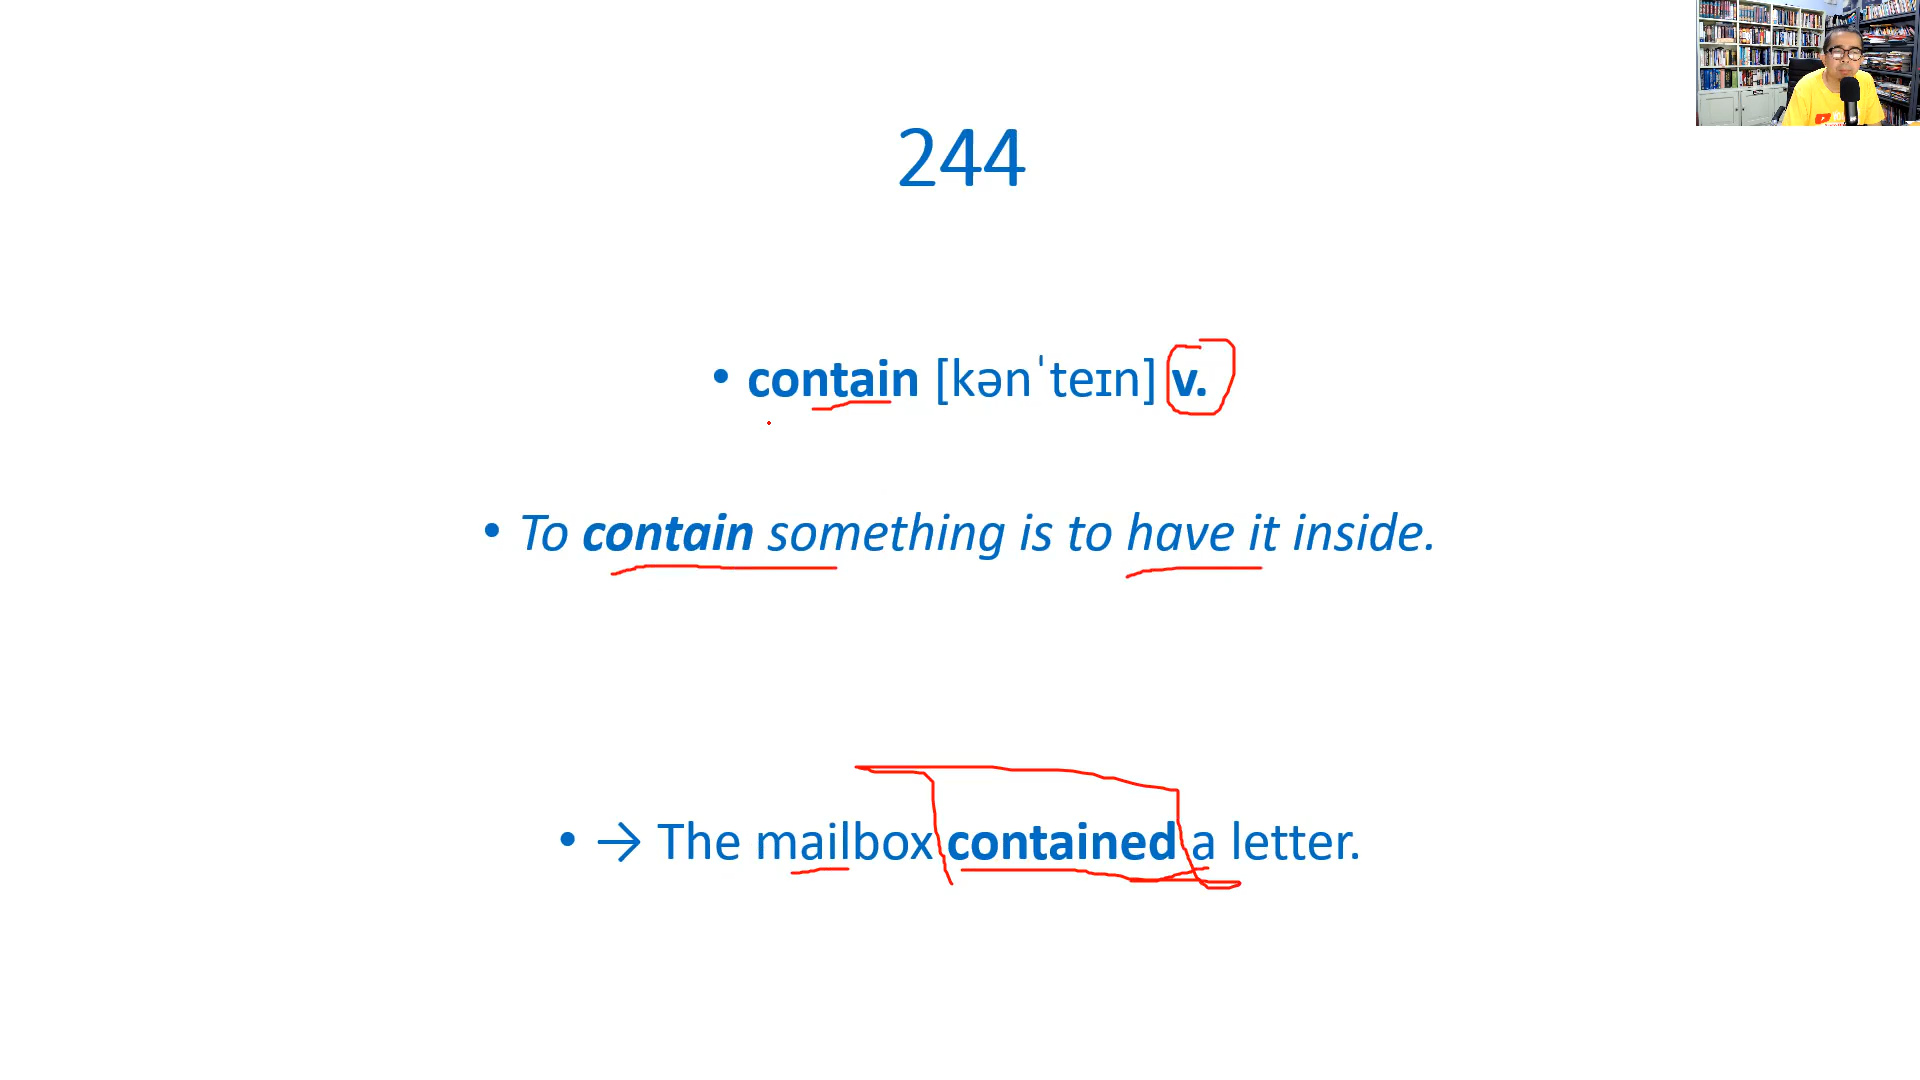 244
• contain [kənˈteɪn] v.
• To contain something is to have it inside.
• → The mailbox contained a letter.